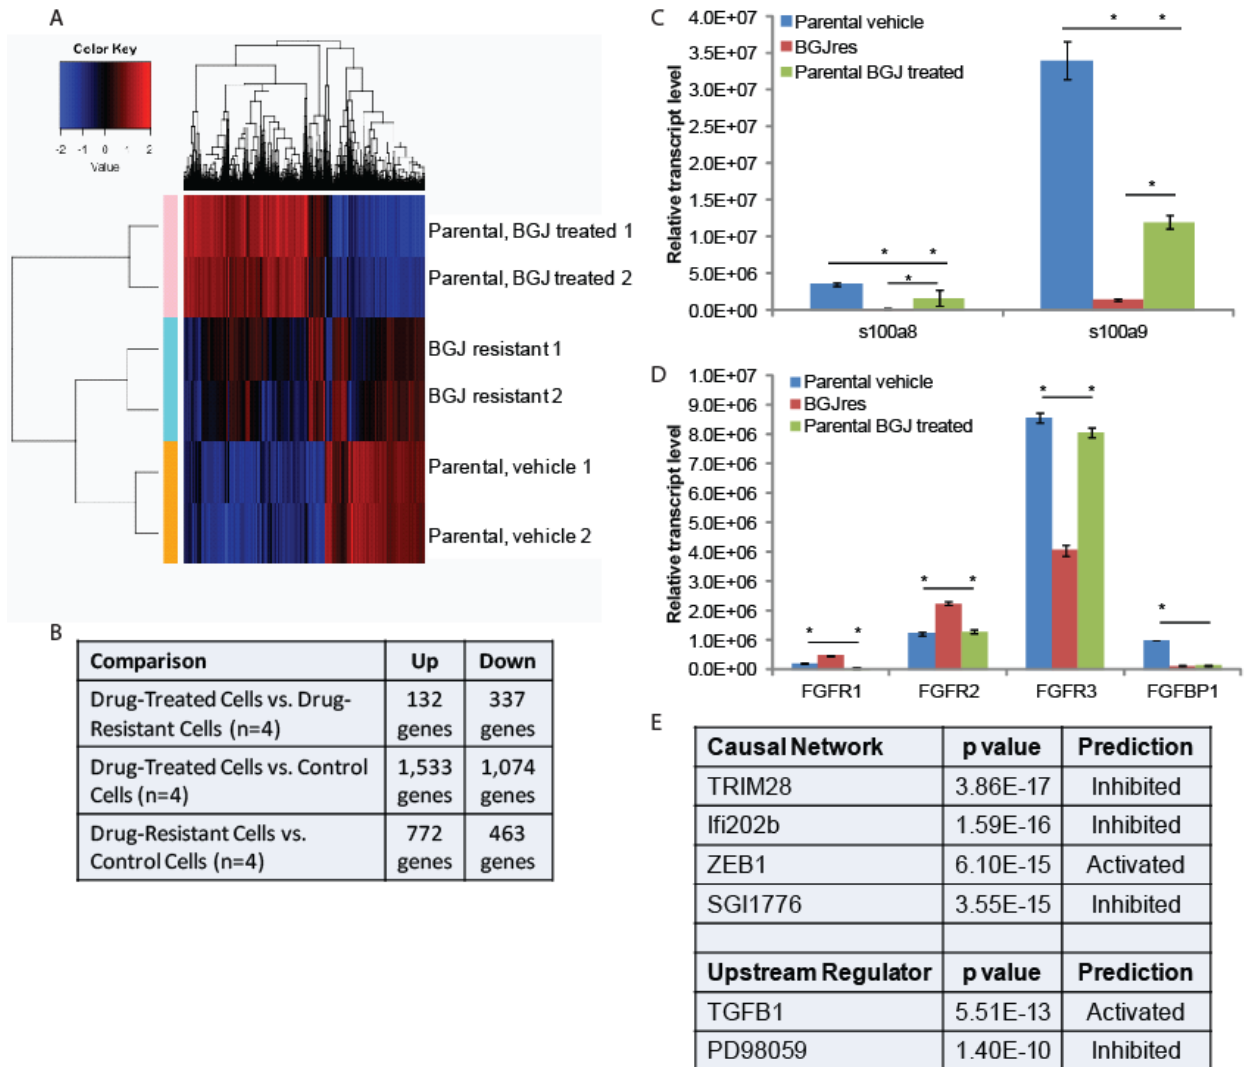 A
Color Key
-2 -1 0 1 2
Value
Parental, BGJ treated 1
Parental, BGJ treated 2
BGJ resistant 1
BGJ resistant 2
Parental, vehicle 1
Parental, vehicle 2
B
Comparison Up Down
Drug-Treated Cells vs. Drug- 132 337
Resistant Cells (n=4) genes genes
Drug-Treated Cells vs. Control 1,533 1,074
Cells (n=4) genes genes
Drug-Resistant Cells vs. 772 463
Control Cells (n=4) genes genes
C
Relative transcript level
4.0E+07
3.5E+07
3.0E+07
2.5E+07
2.0E+07
1.5E+07
1.0E+07
5.0E+06
0.0E+00
Parental vehicle
BGJres
Parental BGJ treated
* *
*
* *
*
s100a8 s100a9
D
Relative transcript level
1.0E+07
9.0E+06
8.0E+06
7.0E+06
6.0E+06
5.0E+06
4.0E+06
3.0E+06
2.0E+06
1.0E+06
0.0E+00
Parental vehicle
BGJres
Parental BGJ treated
* *
* *
* *
*
FGFR1 FGFR2 FGFR3 FGFBP1
E
Causal Network p value Prediction
TRIM28 3.86E-17 Inhibited
Ifi202b 1.59E-16 Inhibited
ZEB1 6.10E-15 Activated
SGI1776 3.55E-15 Inhibited
Upstream Regulator p value Prediction
TGFB1 5.51E-13 Activated
PD98059 1.40E-10 Inhibited